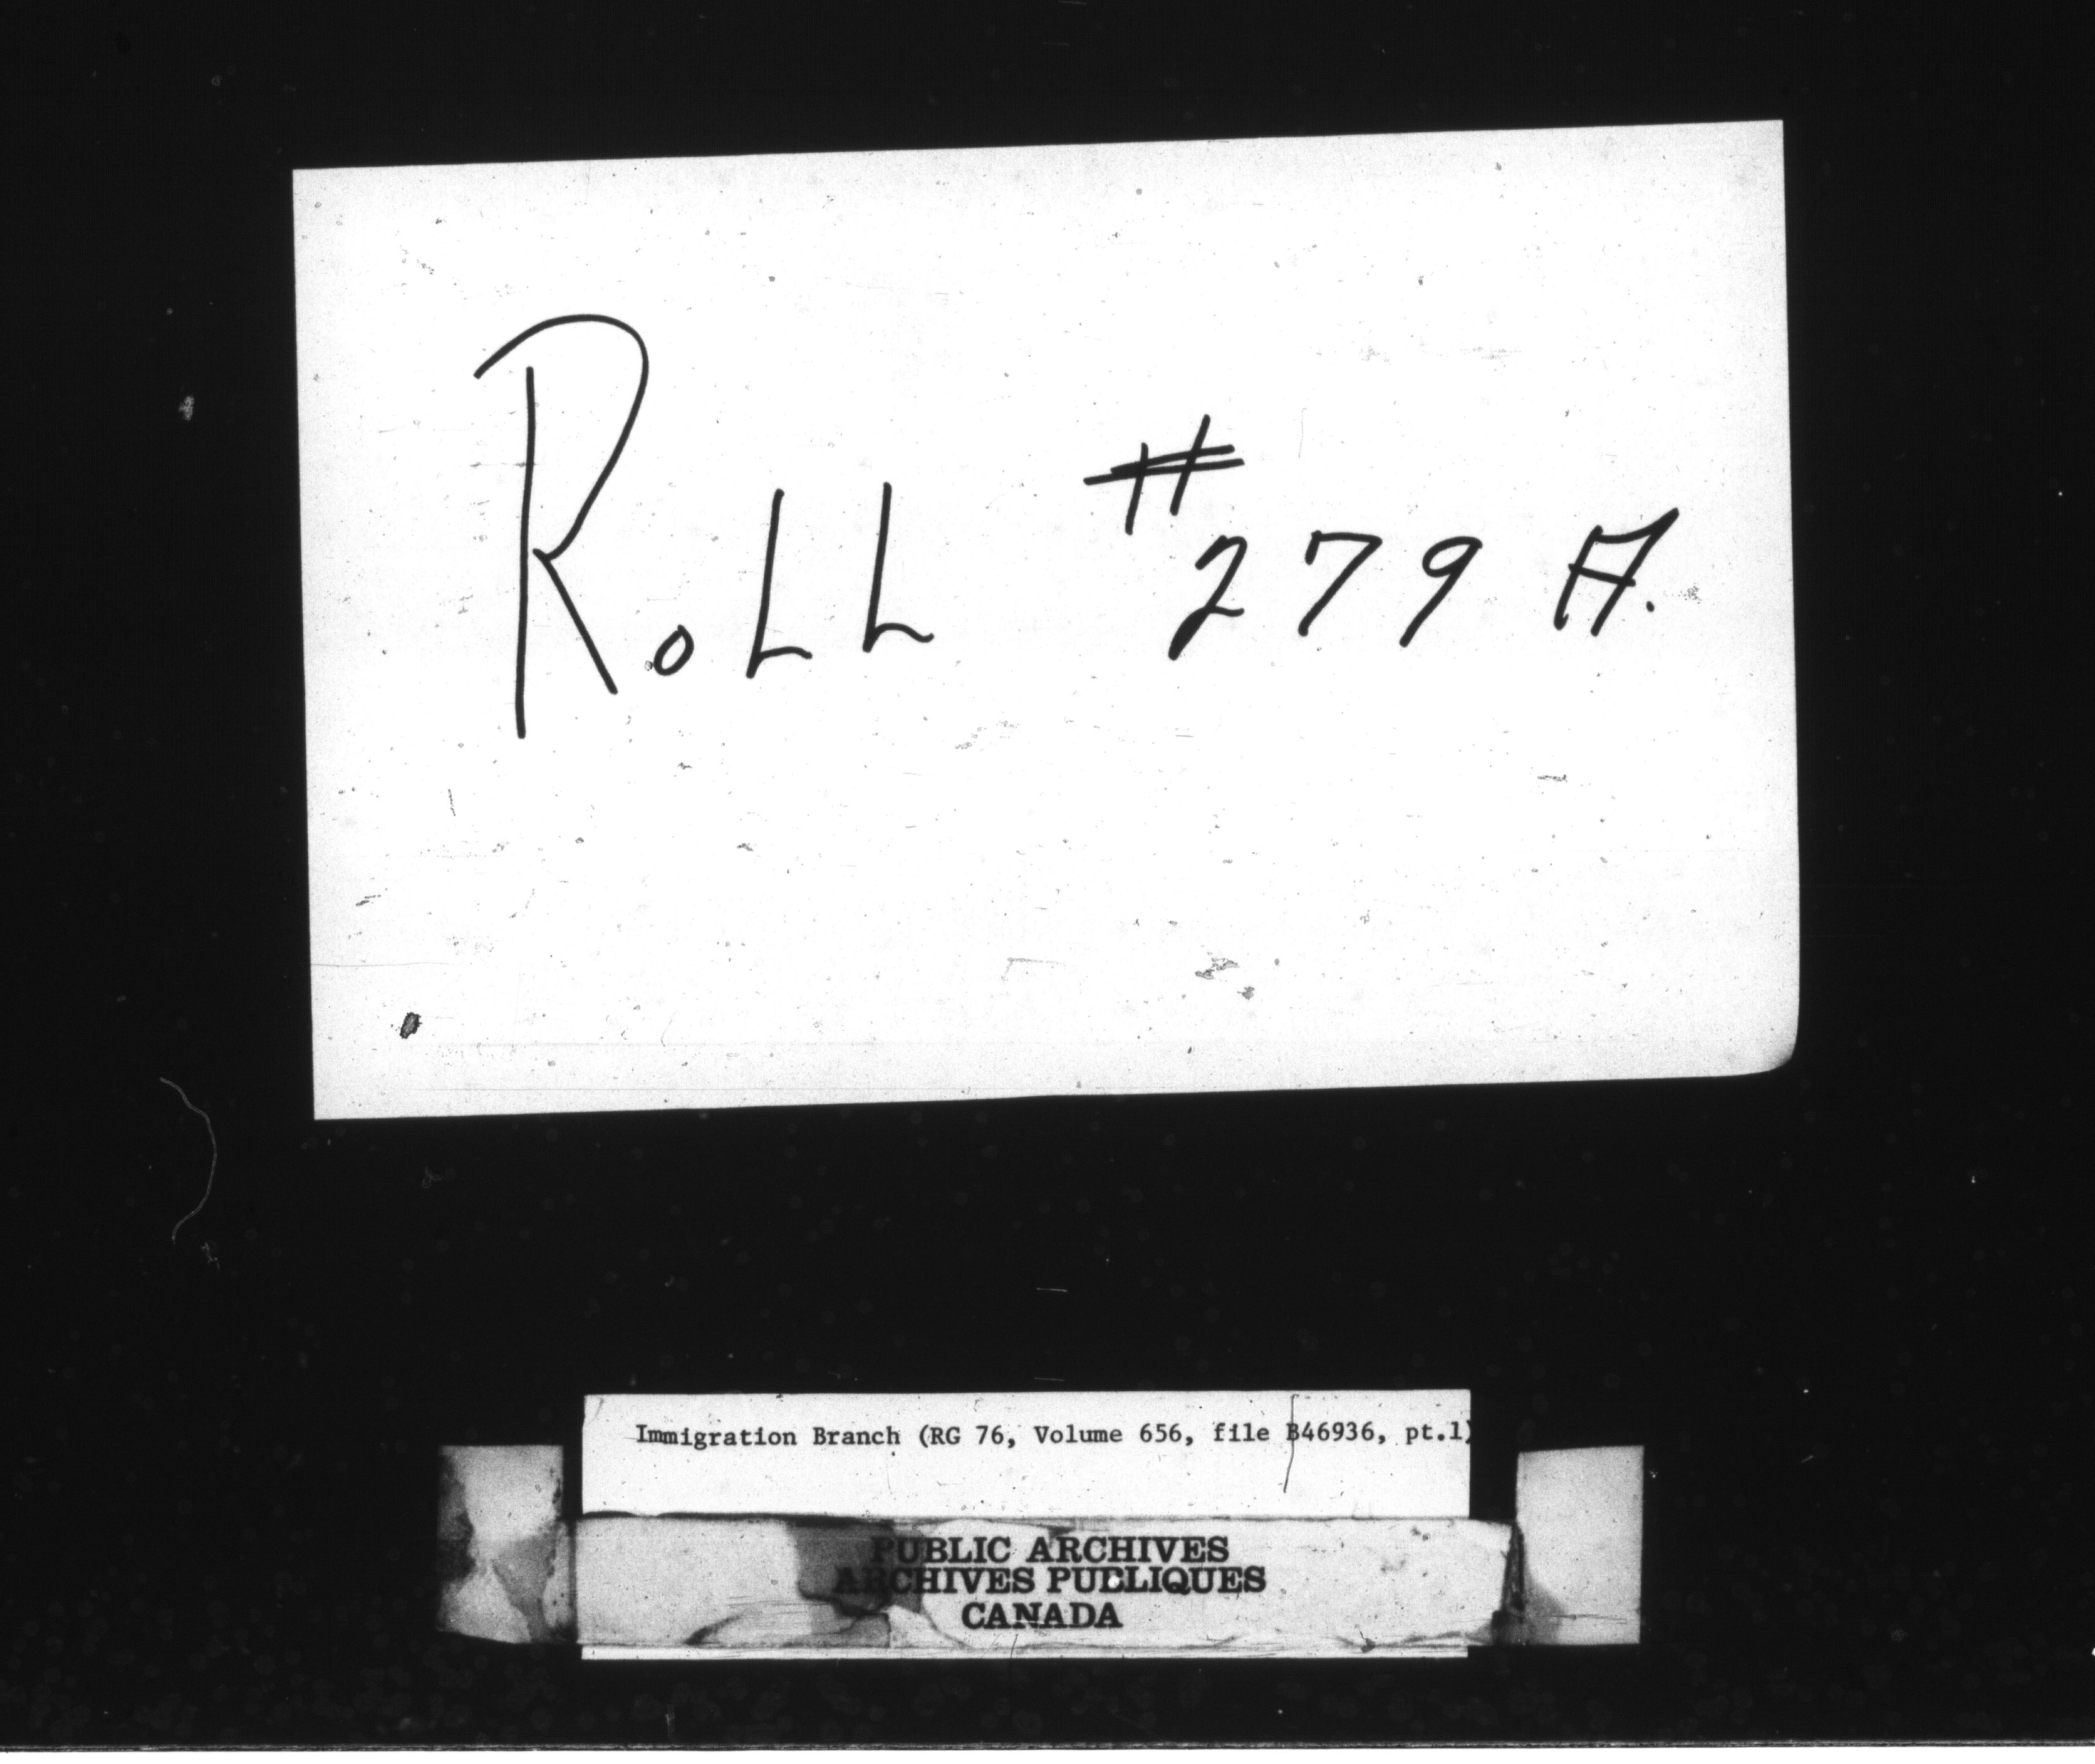 RoLL #279 A.
Immigration Branch (RG 76, Volume 656, file B46936, pt.1)
PUBLIC ARCHIVES
ARCHIVES PUBLIQUES
CANADA